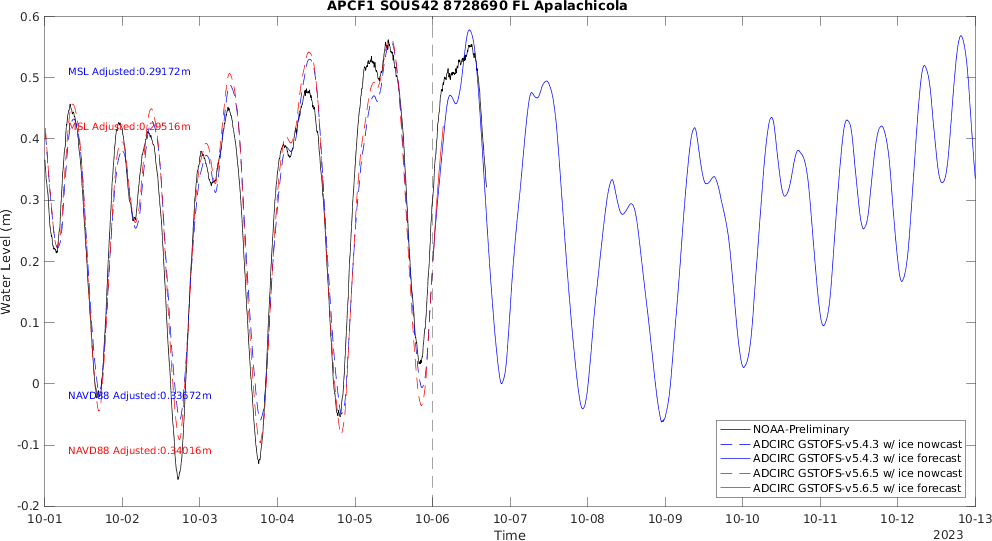 APCF1 SOUS42 8728690 FL Apalachicola
0.6
0.5
0.4
0.3
0.2
0.1
0
-0.1
-0.2
Water Level (m)
MSL Adjusted:0.29172m
MSL Adjusted:0.29516m
NAVD88 Adjusted:0.33672m
NAVD88 Adjusted:0.34016m
NOAA-Preliminary
ADCIRC GSTOFS-v5.4.3 w/ ice nowcast
ADCIRC GSTOFS-v5.4.3 w/ ice forecast
ADCIRC GSTOFS-v5.6.5 w/ ice nowcast
ADCIRC GSTOFS-v5.6.5 w/ ice forecast
10-01 10-02 10-03 10-04 10-05 10-06 10-07 10-08 10-09 10-10 10-11 10-12 10-13
Time
2023